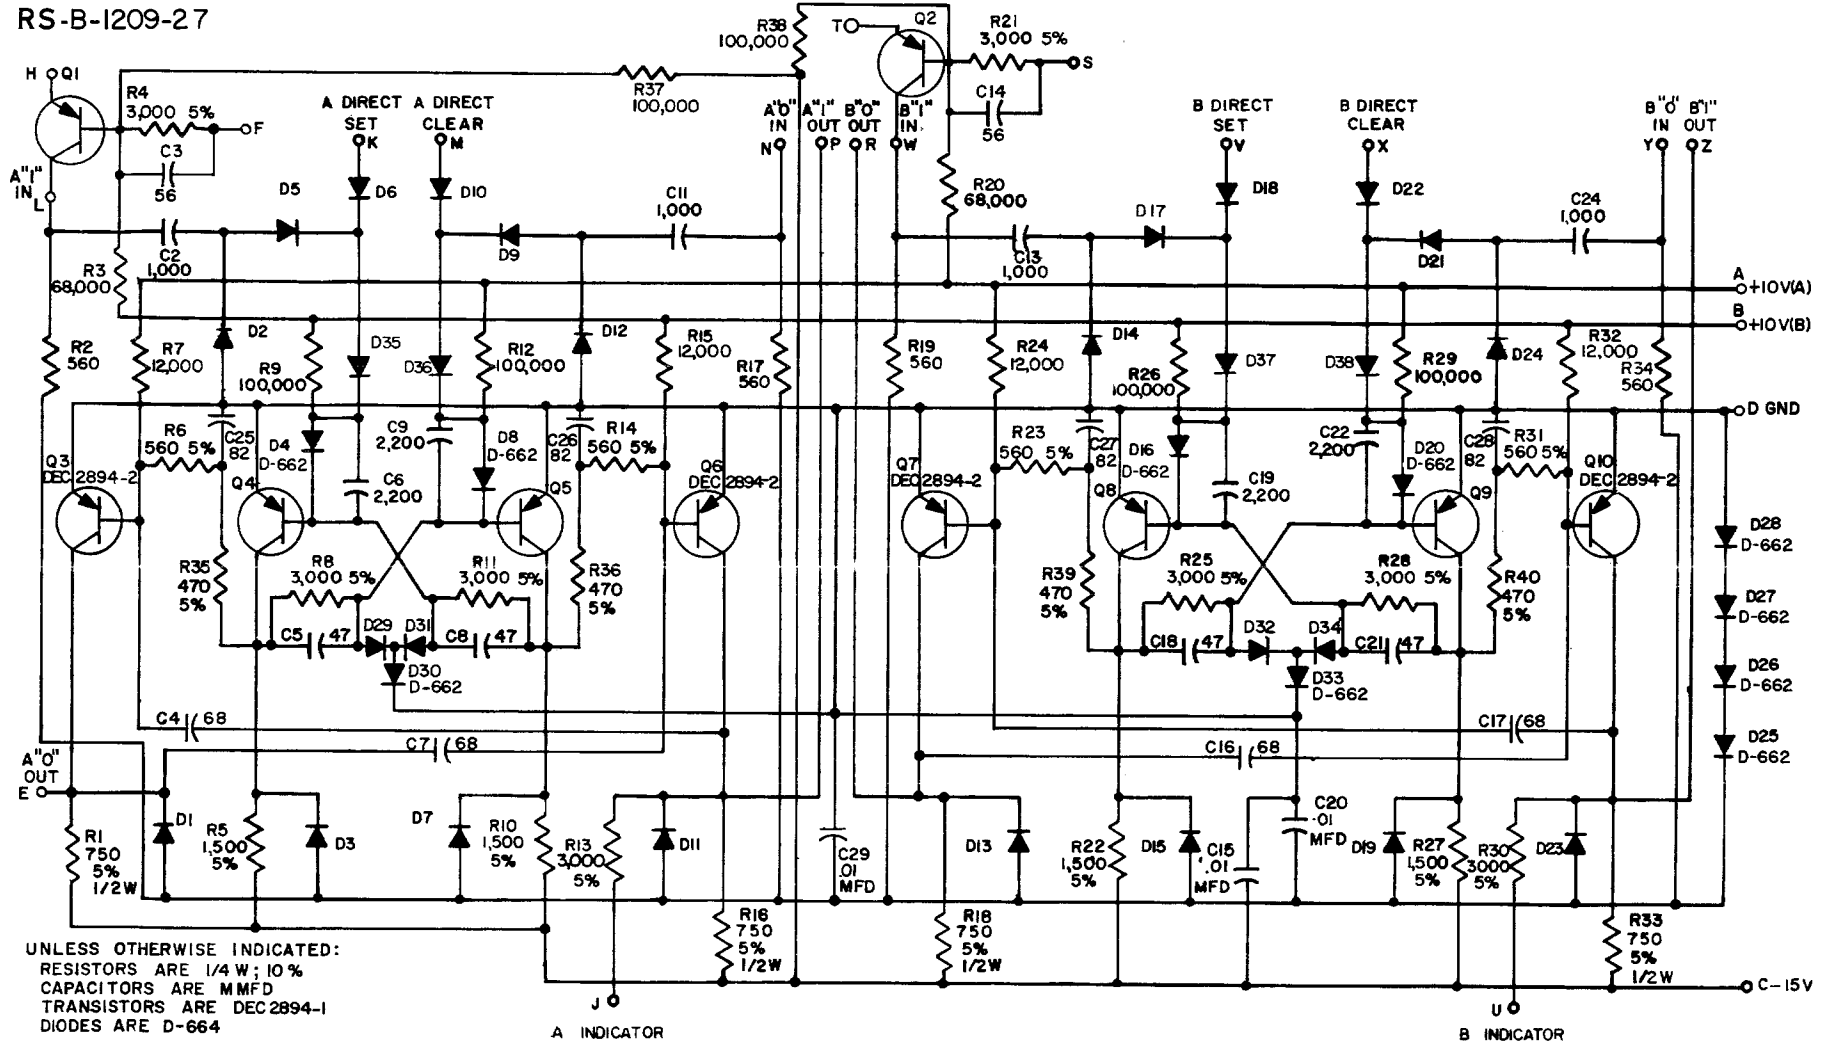 RS-B-1209-27
H
Q1
R4
3,000 5%
F
C3
56
A"1"
IN
L
A DIRECT
SET
K
A DIRECT
CLEAR
M
R37
100,000
R38
100,000
T
Q2
R21
3,000 5%
S
C14
56
A"0"
IN
N
A"1"
OUT
P
B"0"
OUT
R
B"1"
IN
W
B DIRECT
SET
V
B DIRECT
CLEAR
X
B"0"
IN
Y
B"1"
OUT
Z
D5
D6
D10
C11
1,000
R20
68,000
D17
D18
D22
C24
1,000
C2
1,000
D9
C13
1,000
D21
R3
68,000
A
+10V(A)
B
+10V(B)
R2
560
R7
12,000
D2
R9
100,000
D35
D36
R12
100,000
D12
R15
12,000
R17
560
R19
560
R24
12,000
D14
R26
100,000
D37
D38
R29
100,000
D24
R32
12,000
R34
560
D GND
R6
560 5%
C25
82
D4
D-662
C9
2,200
D8
D-662
C26
82
R14
560 5%
R23
560 5%
C27
82
D16
D-662
C22
2,200
D20
D-662
C28
82
R31
560 5%
Q3
DEC 2894-2
Q4
C6
2,200
Q5
Q6
DEC 2894-2
Q7
DEC 2894-2
Q8
C19
2,200
Q9
Q10
DEC 2894-2
R35
470
5%
R8
3,000 5%
R11
3,000 5%
R36
470
5%
R39
470
5%
R25
3,000 5%
R28
3,000 5%
R40
470
5%
D28
D-662
D27
D-662
D26
D-662
D25
D-662
C5 47
D29
D31
C8 47
D30
D-662
C18 47
D32
D34
C21 47
D33
D-662
C4 68
C7 68
C17 68
C16 68
A"0"
OUT
E
R1
750
5%
1/2W
D1
R5
1,500
5%
D3
D7
R10
1,500
5%
R13
3,000
5%
D11
C29
.01
MFD
D13
R22
1,500
5%
D15
C15
.01
MFD
C20
.01
MFD
D19
R27
1,500
5%
R30
3000
5%
D23
R16
750
5%
1/2W
R18
750
5%
1/2W
R33
750
5%
1/2W
UNLESS OTHERWISE INDICATED:
RESISTORS ARE 1/4 W; 10%
CAPACITORS ARE MMFD
TRANSISTORS ARE DEC 2894-1
DIODES ARE D-664
J
A INDICATOR
U
B INDICATOR
C-15V